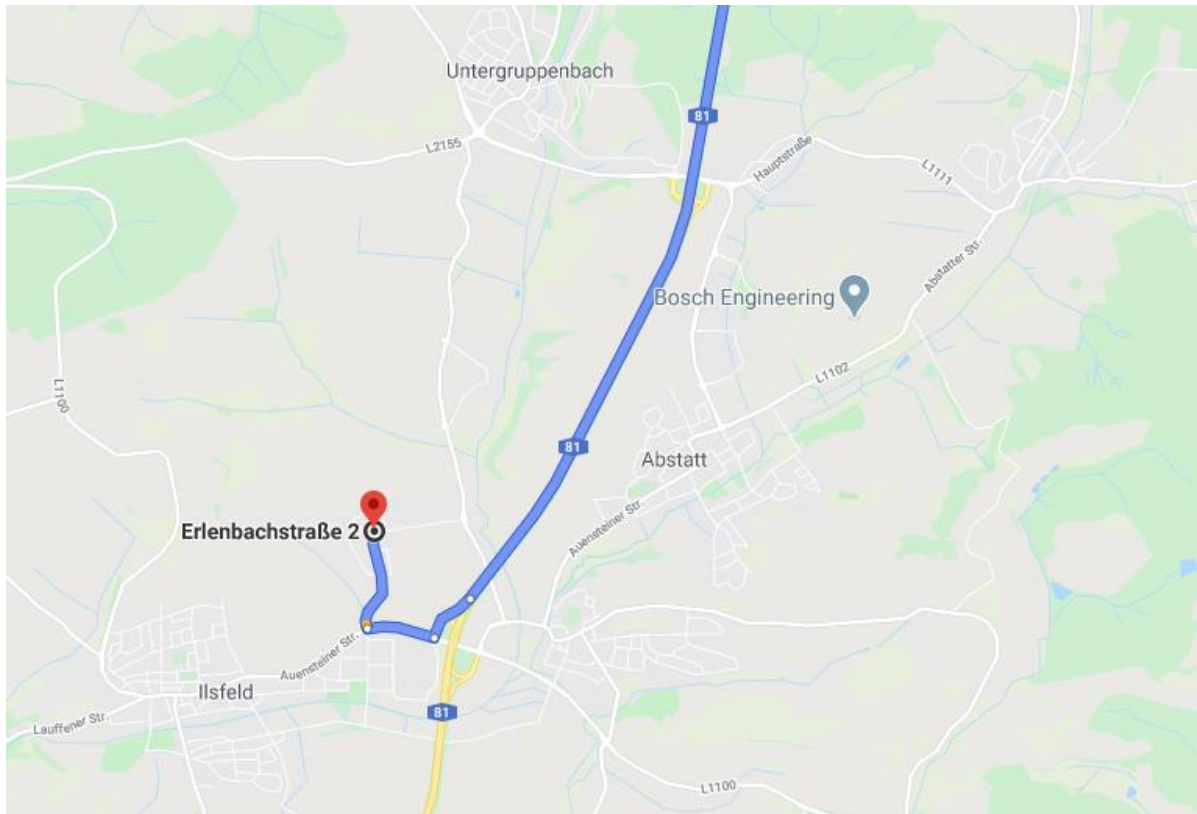 Untergruppenbach
81
L2155
Hauptstraße
L1111
Abstatter Str.
Bosch Engineering
L1102
L1100
81
Abstatt
Auensteiner Str.
Erlenbachstraße 2
Auensteiner Str.
Ilsfeld
81
Lauffener Str.
L1100